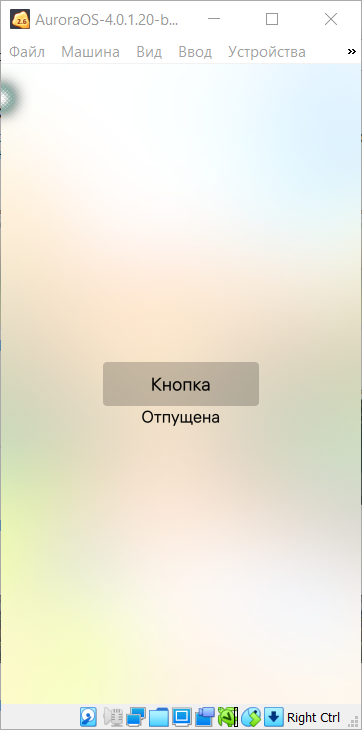 AuroraOS-4.0.1.20-b...
Файл Машина Вид Ввод Устройства »
Кнопка
Отпущена
Right Ctrl